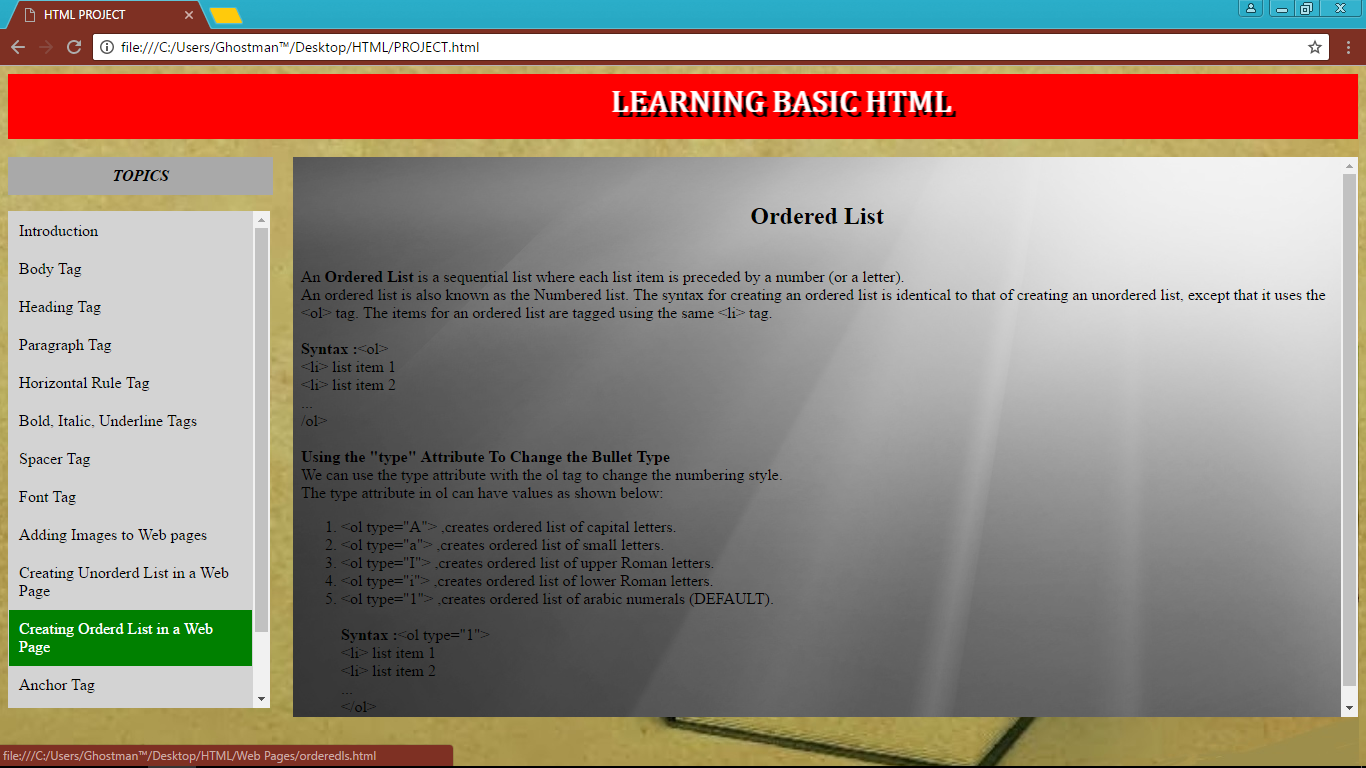 HTML PROJECT
file:///C:/Users/Ghostman™/Desktop/HTML/PROJECT.html
LEARNING BASIC HTML
TOPICS
Introduction
Body Tag
Heading Tag
Paragraph Tag
Horizontal Rule Tag
Bold, Italic, Underline Tags
Spacer Tag
Font Tag
Adding Images to Web pages
Creating Unorderd List in a Web
Page
Creating Orderd List in a Web
Page
Anchor Tag
Ordered List
An Ordered List is a sequential list where each list item is preceded by a number (or a letter).
An ordered list is also known as the Numbered list. The syntax for creating an ordered list is identical to that of creating an unordered list, except that it uses the
<ol> tag. The items for an ordered list are tagged using the same <li> tag.
Syntax :<ol>
<li> list item 1
<li> list item 2
...
/ol>
Using the "type" Attribute To Change the Bullet Type
We can use the type attribute with the ol tag to change the numbering style.
The type attribute in ol can have values as shown below:
1. <ol type="A"> ,creates ordered list of capital letters.
2. <ol type="a"> ,creates ordered list of small letters.
3. <ol type="I"> ,creates ordered list of upper Roman letters.
4. <ol type="i"> ,creates ordered list of lower Roman letters.
5. <ol type="1"> ,creates ordered list of arabic numerals (DEFAULT).
Syntax :<ol type="1">
<li> list item 1
<li> list item 2
...
</ol>
file:///C:/Users/Ghostman™/Desktop/HTML/Web Pages/orderedls.html